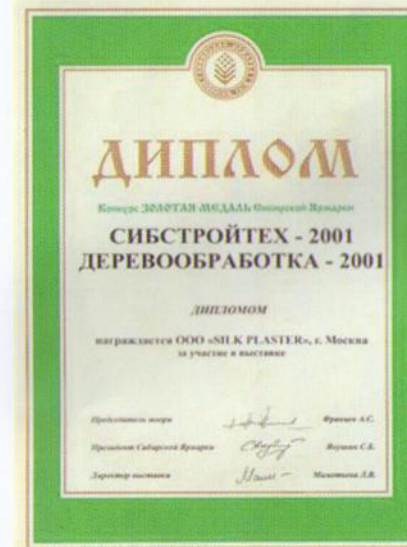 ДИПЛОМ
Конкурс ЗОЛОТАЯ МЕДАЛЬ Сибирской Ярмарки
СИБСТРОЙТЕХ - 2001
ДЕРЕВООБРАБОТКА - 2001
ДИПЛОМОМ
награждается ООО «SILK PLASTER», г. Москва
за участие в выставке
Председатель жюри
Президент Сибирской Ярмарки Якушин С.Б.
Директор выставки